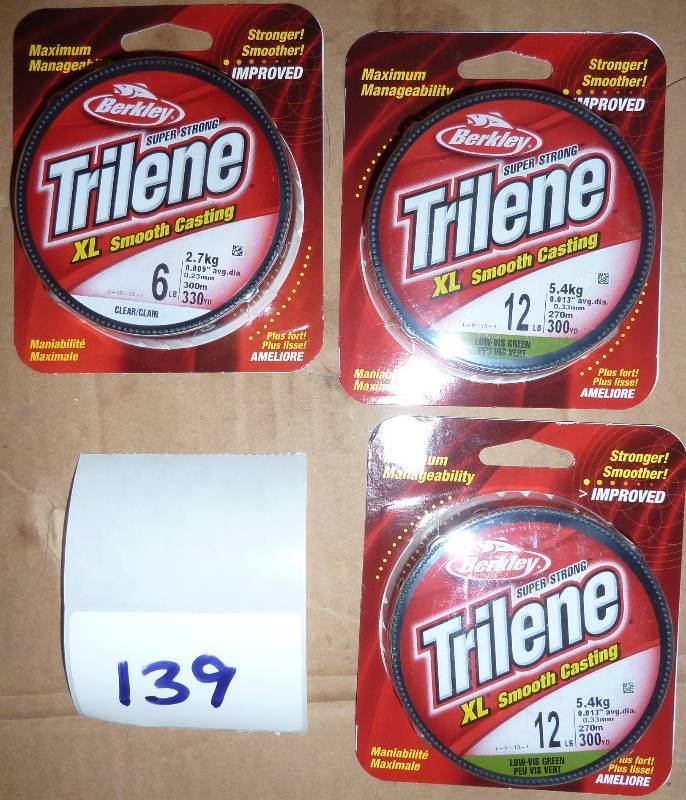 Maximum
Manageability
Stronger!
Smoother!
IMPROVED
Berkley
SUPER STRONG
Trilene
XL Smooth Casting
6 LB
2.7kg
0.009" avg.dia.
0.23mm
300m
330YD
CLEAR/CLAIR
Maniabilité
Maximale
Plus fort!
Plus lisse!
AMELIORE
Maximum
Manageability
Stronger!
Smoother!
IMPROVED
Berkley
SUPER STRONG
Trilene
XL Smooth Casting
12 LB
5.4kg
0.013" avg.dia.
0.33mm
270m
300YD
LOW-VIS GREEN
PEU VIS VERT
Plus fort!
Plus lisse!
AMELIORE
Manageability
Stronger!
Smoother!
> IMPROVED
Berkley
SUPER STRONG
Trilene
XL Smooth Casting
12 LB
5.4kg
0.013" avg.dia.
0.33mm
270m
300YD
LOW-VIS GREEN
PEU VIS VERT
Maniabilité
Maximale
fort!
Plus lisse!
AMELIORE
139